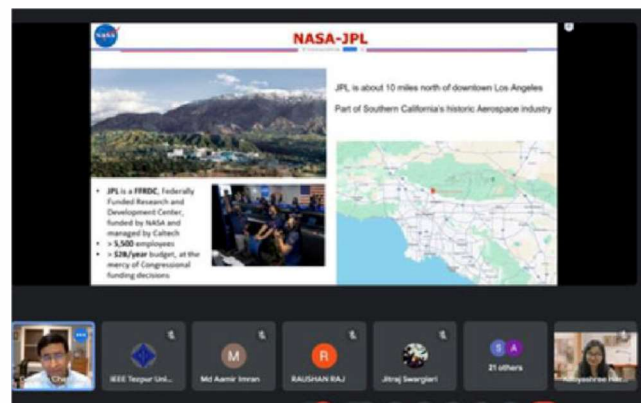 NASA
NASA-JPL
JPL is about 10 miles north of downtown Los Angeles
Part of Southern California's historic Aerospace industry
• JPL is a FFRDC, Federally
Funded Research and
Development Center,
funded by NASA and
managed by Caltech
• > 5,500 employees
• > $2B/year budget, at the
mercy of Congressional
funding decisions
IEEE Tezpur Uni...
M
Md Aamir Imran
R
RAUSHAN RAJ
Jitraj Swargiari
S A
21 others